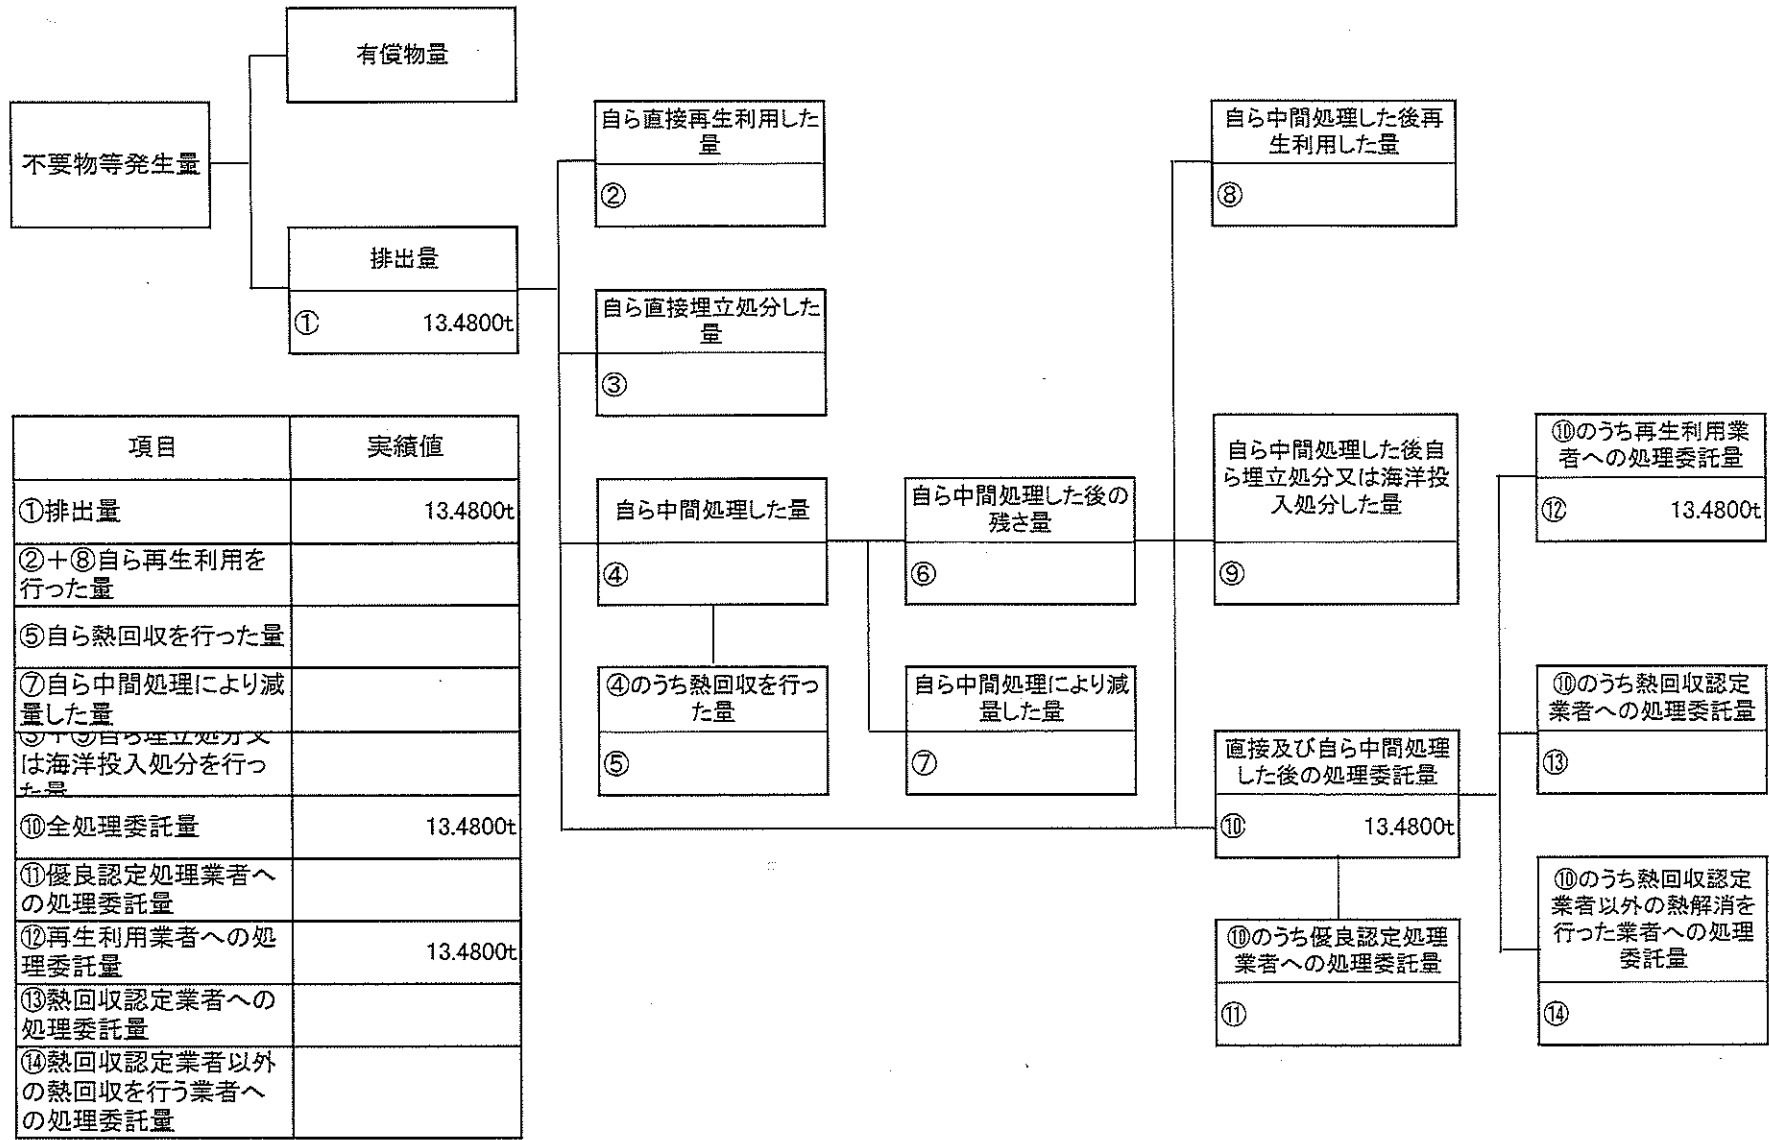 有償物量
不要物等発生量
排出量
① 13.4800t
自ら直接再生利用した
量
②
自ら直接埋立処分した
量
③
自ら中間処理した量
④
④のうち熱回収を行っ
た量
⑤
自ら中間処理した後の
残さ量
⑥
自ら中間処理により減
量した量
⑦
自ら中間処理した後再
生利用した量
⑧
自ら中間処理した後自
ら埋立処分又は海洋投
入処分した量
⑨
直接及び自ら中間処理
した後の処理委託量
⑩ 13.4800t
⑩のうち優良認定処理
業者への処理委託量
⑪
⑩のうち再生利用業
者への処理委託量
⑫ 13.4800t
⑩のうち熱回収認定
業者への処理委託量
⑬
⑩のうち熱回収認定
業者以外の熱解消を
行った業者への処理
委託量
⑭
項目 実績値
①排出量 13.4800t
②+⑧自ら再生利用を
行った量
⑤自ら熱回収を行った量
⑦自ら中間処理により減
量した量
③+⑨自ら埋立処分又
は海洋投入処分を行っ
た量
⑩全処理委託量 13.4800t
⑪優良認定処理業者へ
の処理委託量
⑫再生利用業者への処
理委託量 13.4800t
⑬熱回収認定業者への
処理委託量
⑭熱回収認定業者以外
の熱回収を行う業者へ
の処理委託量